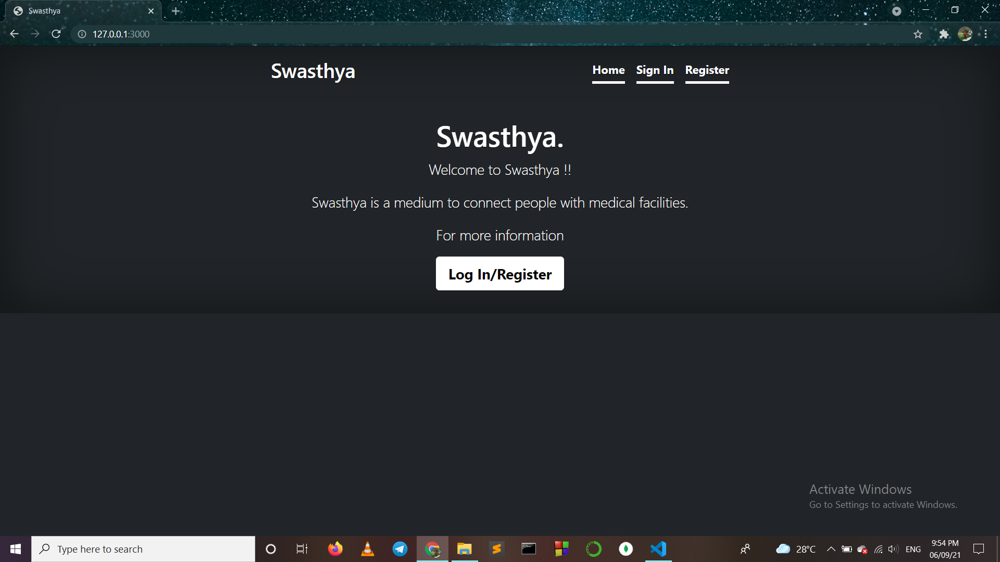 Swasthya
127.0.0.1:3000
Swasthya
Home Sign In Register
Swasthya.
Welcome to Swasthya !!
Swasthya is a medium to connect people with medical facilities.
For more information
Log In/Register
Activate Windows
Go to Settings to activate Windows.
Type here to search
28°C
ENG
9:54 PM
06/09/21